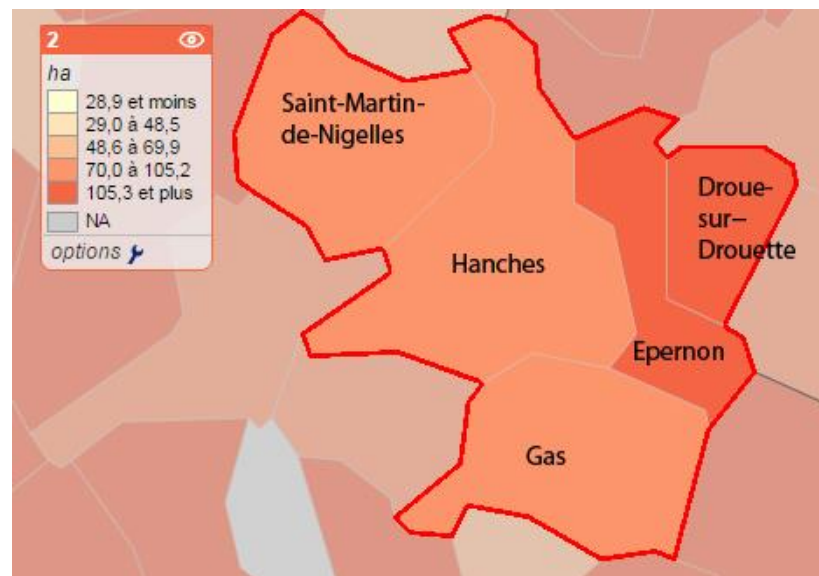 2
ha
28,9 et moins
29,0 à 48,5
48,6 à 69,9
70,0 à 105,2
105,3 et plus
NA
options
Saint-Martin-
de-Nigelles
Hanches
Droue-
sur–
Drouette
Epernon
Gas